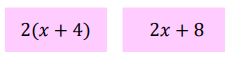 2(x + 4) 2x + 8